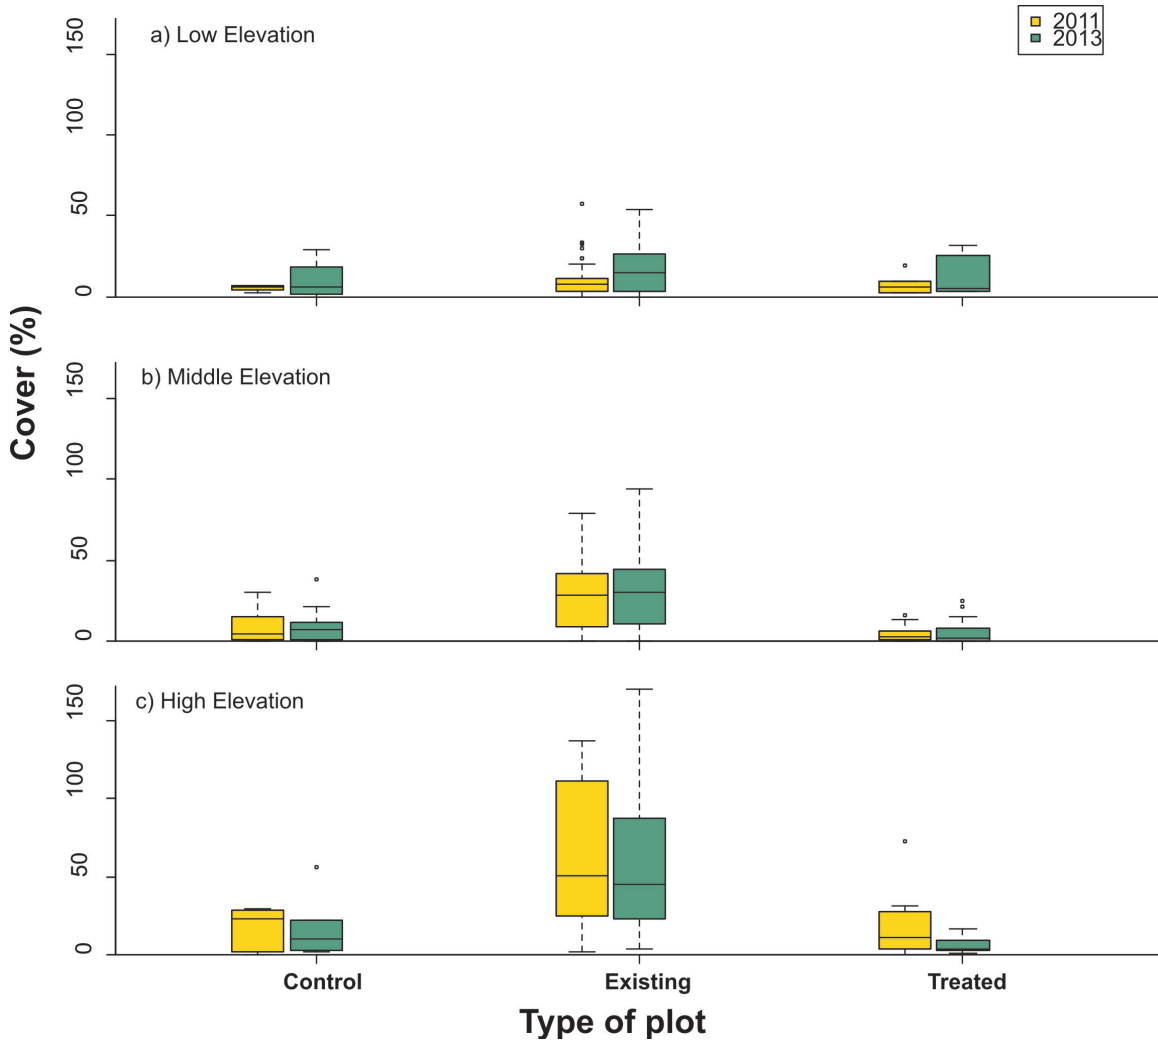 a) Low Elevation
2011
2013
150
100
50
0
b) Middle Elevation
150
100
50
0
c) High Elevation
150
100
50
0
Cover (%)
Control Existing Treated
Type of plot